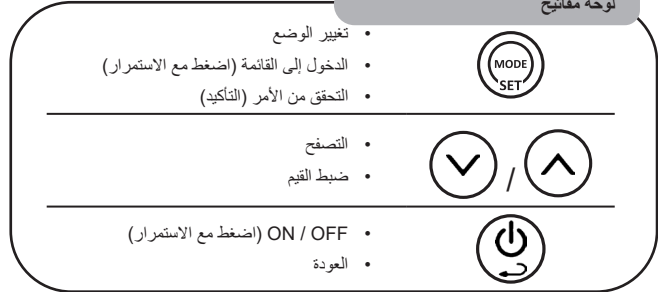 لوحة مفاتيح
MODE
SET
• تغيير الوضع
• الدخول إلى القائمة (اضغط مع الاستمرار)
• التحقق من الأمر (التأكيد)
/
• التصفح
• ضبط القيم
• ON / OFF (اضغط مع الاستمرار)
• العودة